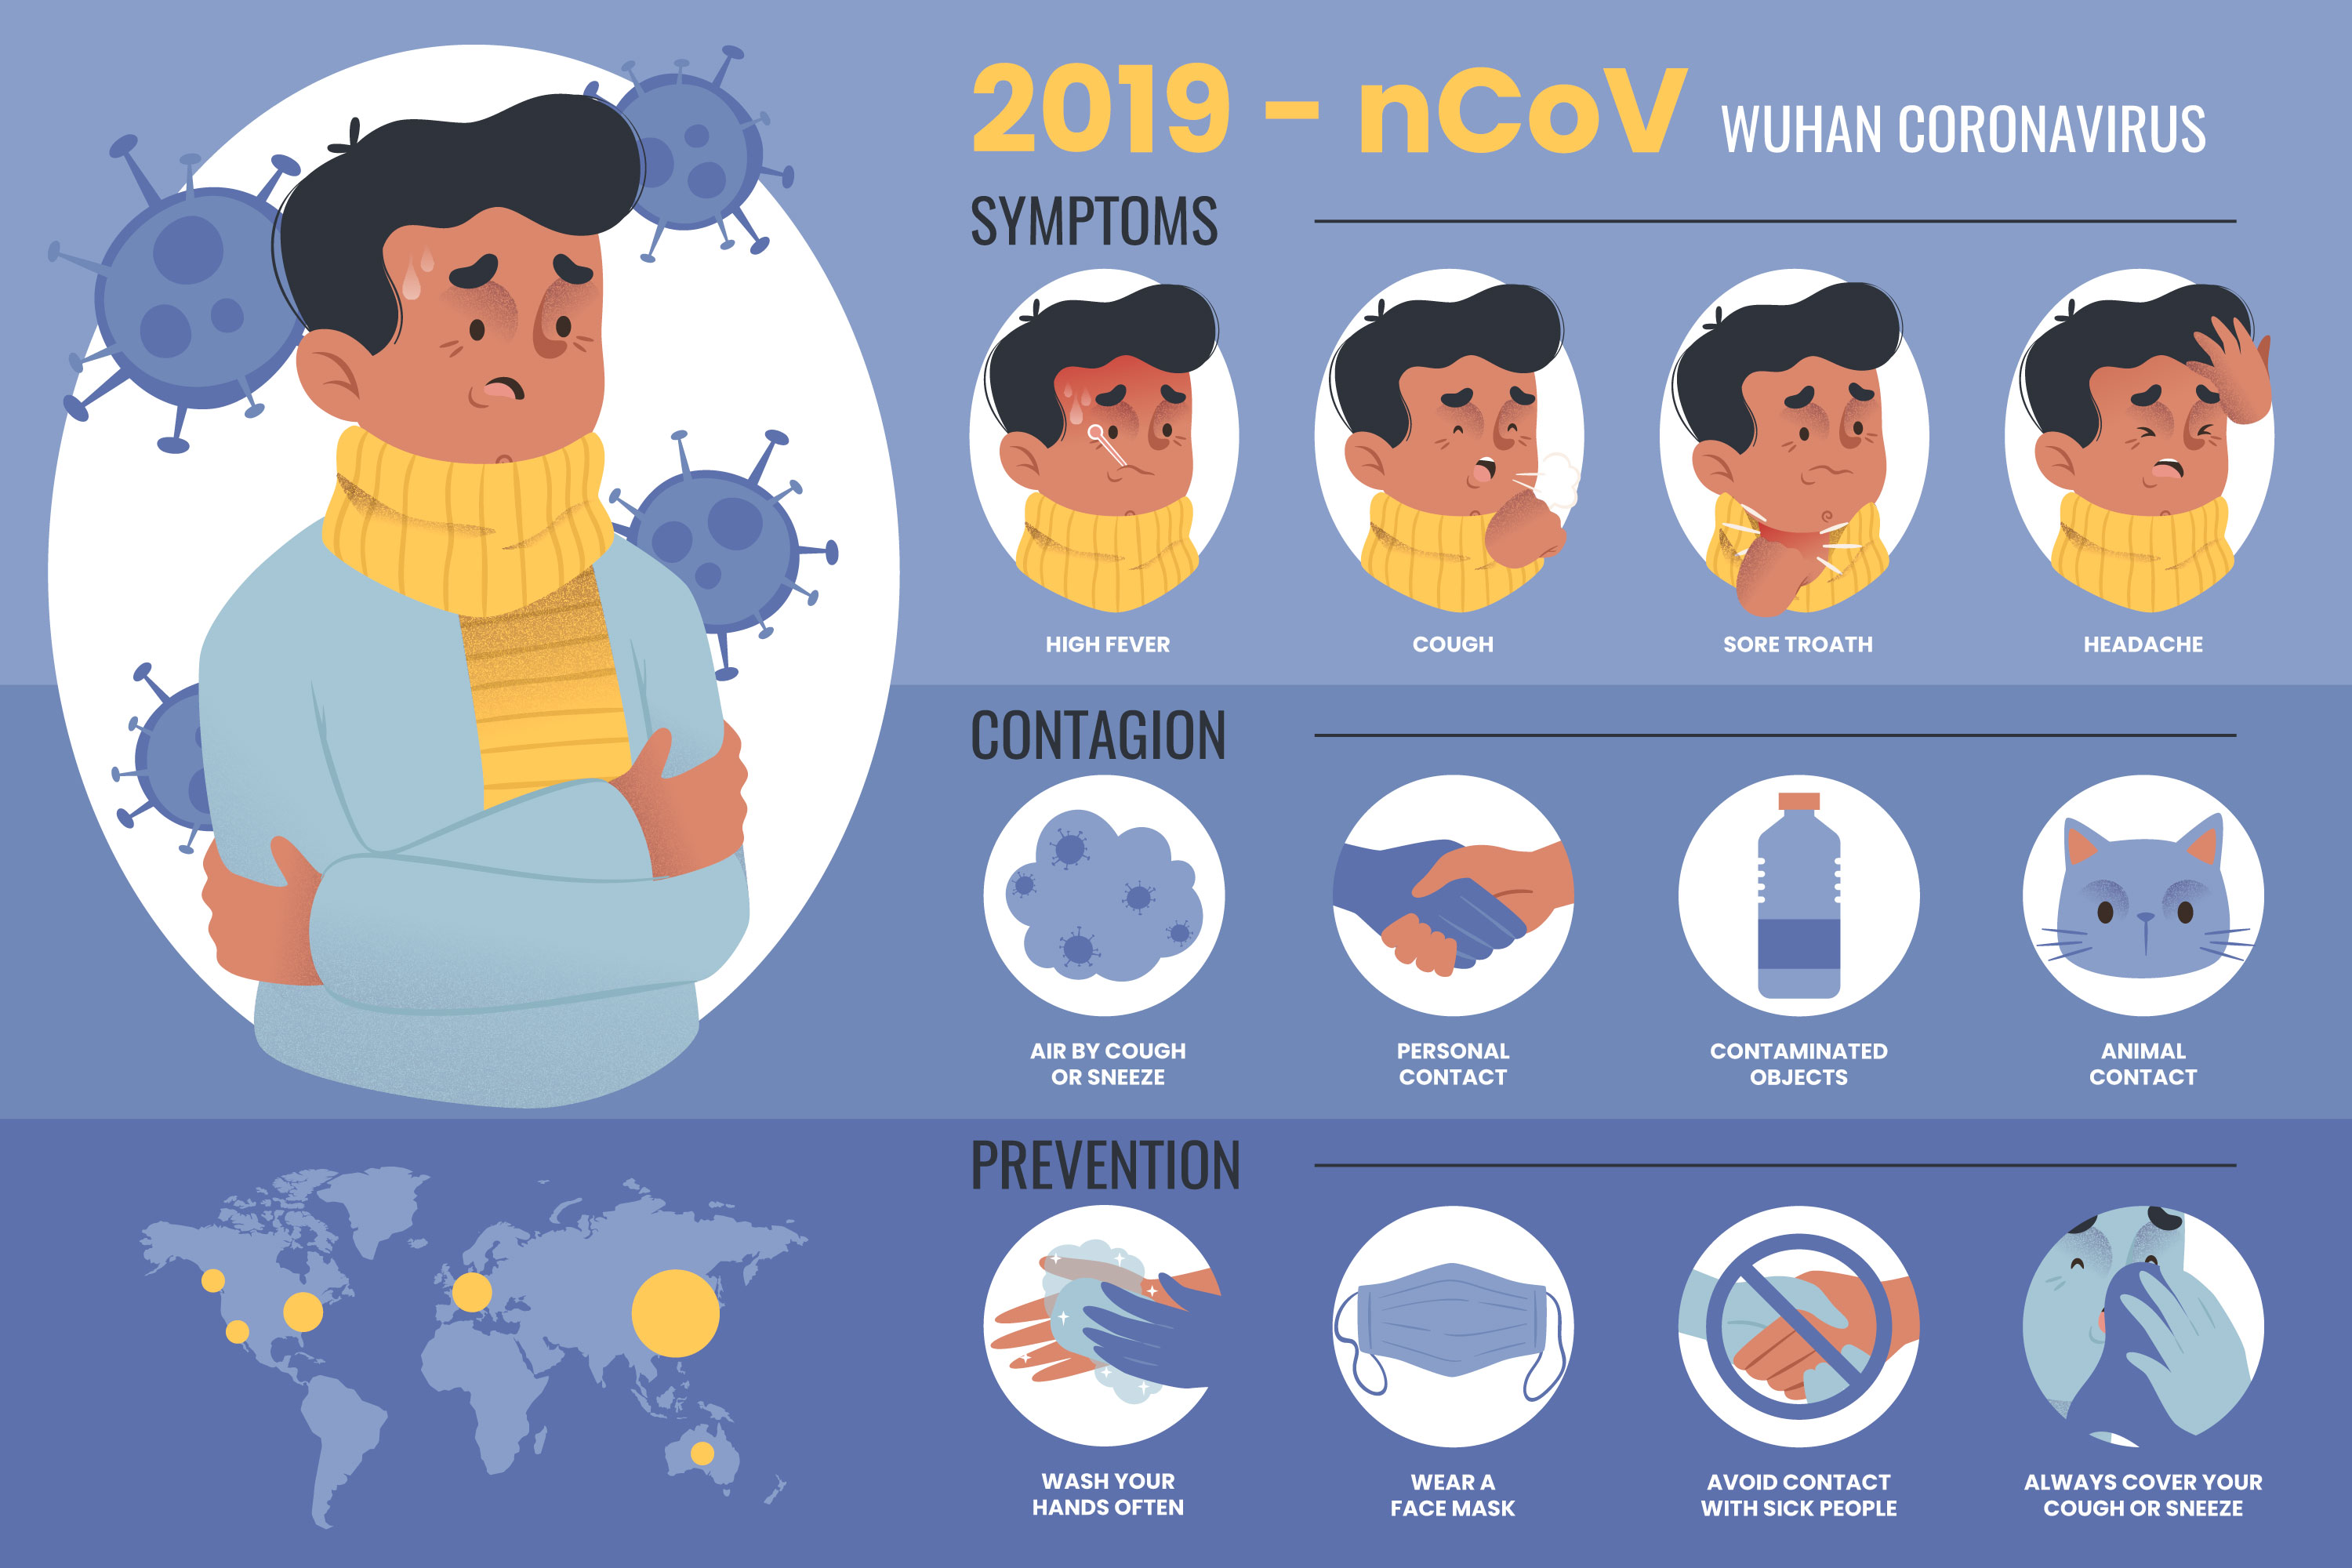 2019 - nCoV WUHAN CORONAVIRUS
SYMPTOMS
HIGH FEVER
COUGH
SORE TROATH
HEADACHE
CONTAGION
AIR BY COUGH
OR SNEEZE
PERSONAL
CONTACT
CONTAMINATED
OBJECTS
ANIMAL
CONTACT
PREVENTION
WASH YOUR
HANDS OFTEN
WEAR A
FACE MASK
AVOID CONTACT
WITH SICK PEOPLE
ALWAYS COVER YOUR
COUGH OR SNEEZE